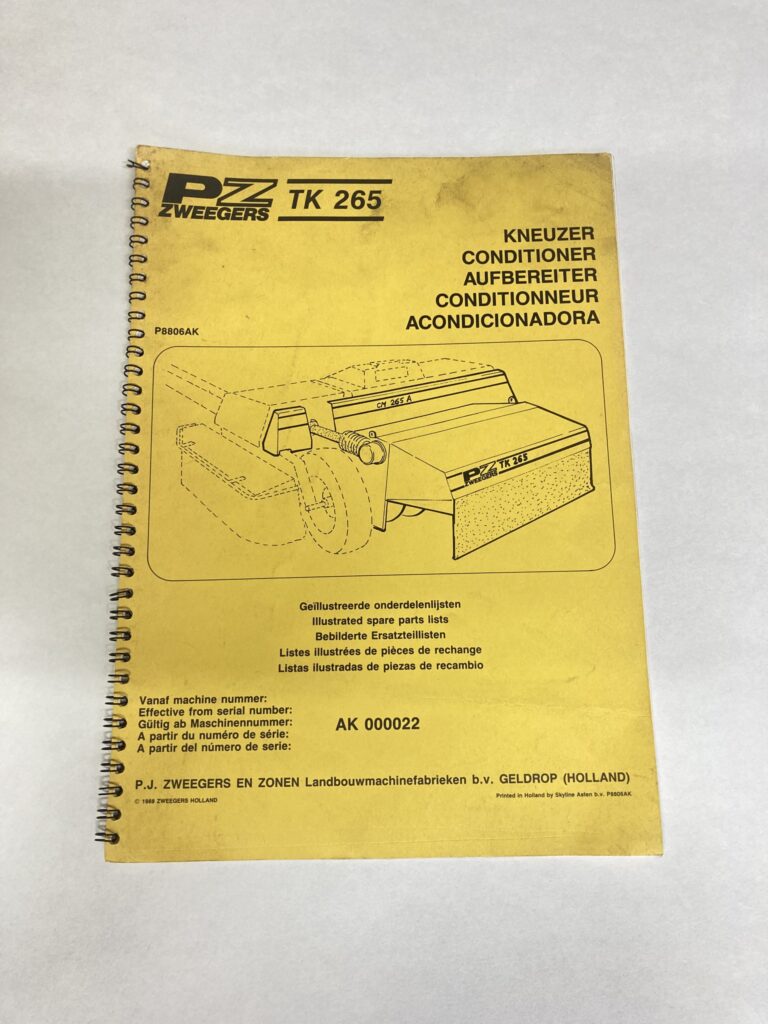 PZ
ZWEEGERS
TK 265
KNEUZER
CONDITIONER
AUFBEREITER
CONDITIONNEUR
ACONDICIONADORA
P8806AK
CM 265 A
PZ
ZWEEGERS
TK 265
Geïllustreerde onderdelenlijsten
Illustrated spare parts lists
Bebilderte Ersatzteillisten
Listes illustrées de pièces de rechange
Listas ilustradas de piezas de recambio
Vanaf machine nummer:
Effective from serial number:
Gültig ab Maschinennummer:
A partir du numéro de série:
A partir del número de serie:
AK 000022
P.J. ZWEEGERS EN ZONEN Landbouwmachinefabrieken b.v. GELDROP (HOLLAND)
© 1989 ZWEEGERS HOLLAND
Printed in Holland by Skyline Asten b.v. P8806AK